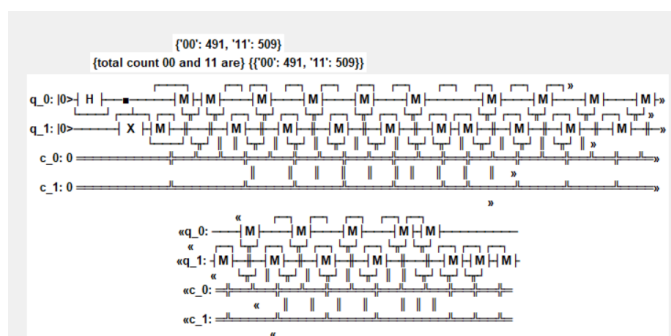 {'00': 491, '11': 509}
{total count 00 and 11 are} {{'00': 491, '11': 509}}
q_0: |0>┤ H ├──■──┤M├┤M├──┤M├──┤M├──┤M├──┤M├──┤M├──┤M├──┤M├──┤M├»
q_1: |0>┤ X ├┤M├──┤M├──┤M├──┤M├──┤M├──┤M├┤M├──┤M├──┤M├──┤M├»
c_0: 0 ═════»
c_1: 0 ═════»
«q_0: ┤M├──┤M├──┤M├──┤M├┤M├
«q_1: ┤M├──┤M├──┤M├──┤M├──┤M├┤M├┤M├
«c_0: ═════
«c_1: ═════